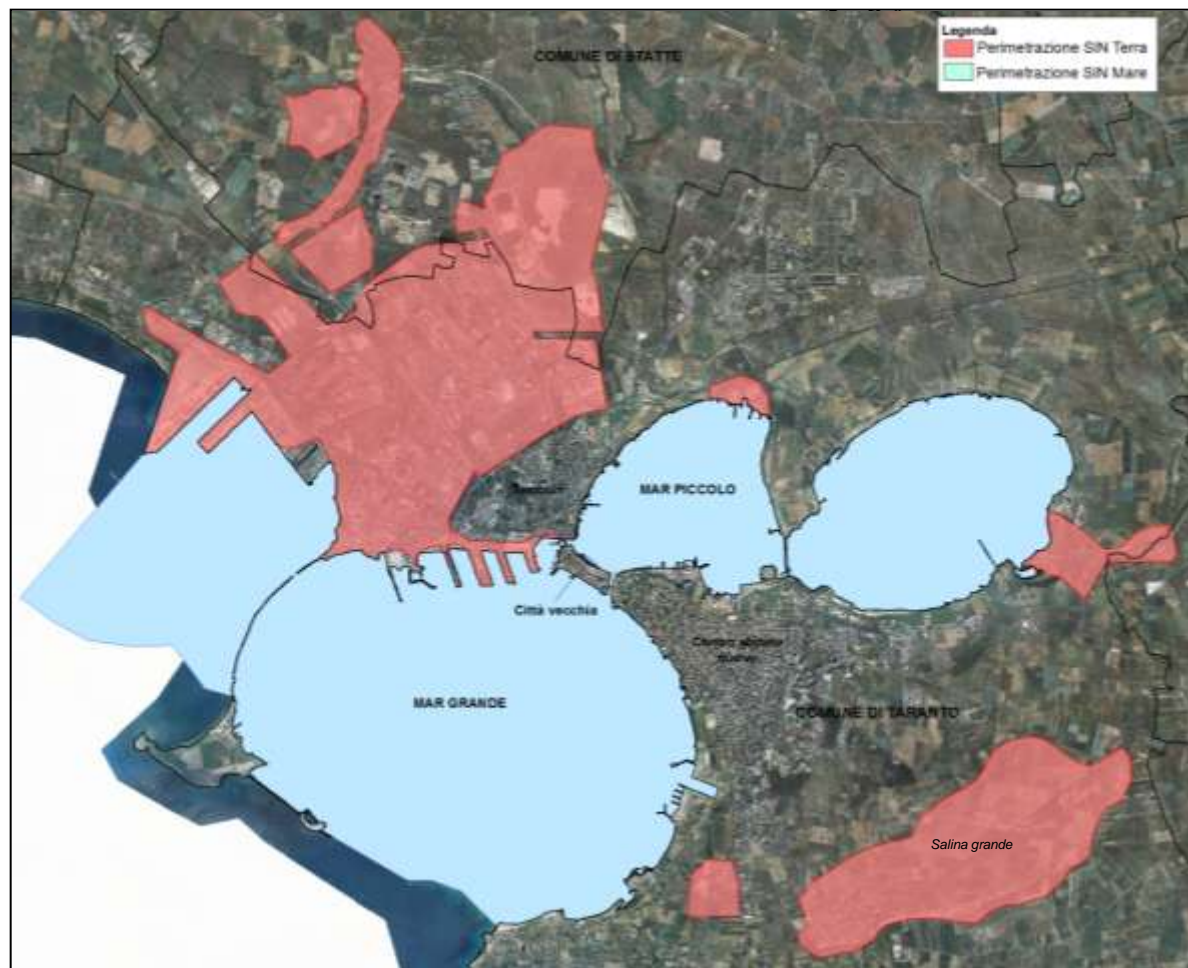 Legenda
Perimetrazione SIN Terra
Perimetrazione SIN Mare
COMUNE DI STATTE
MAR PICCOLO
Città vecchia
MAR GRANDE
COMUNE DI TARANTO
Salina grande